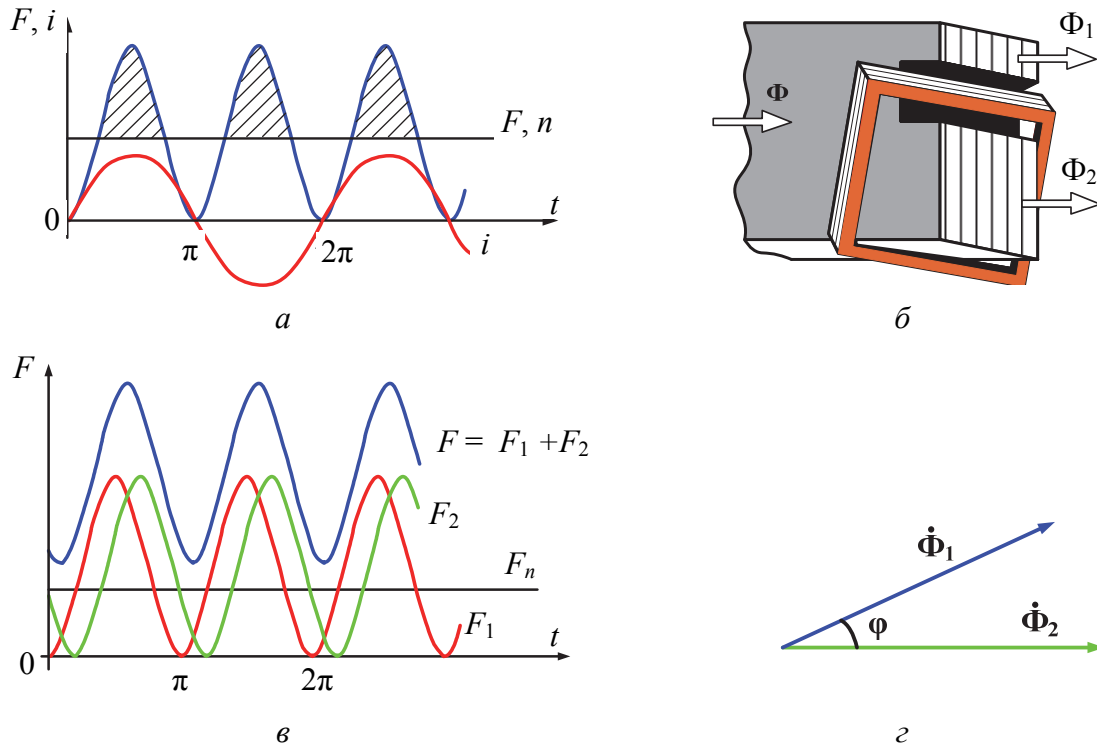 F, i
F, n
0
π
2π
t
i
а
Φ
Φ₁
Φ₂
б
F
F = F₁ +F₂
F₂
Fₙ
F₁
0
π
2π
t
в
Φ̇₁
φ
Φ̇₂
г